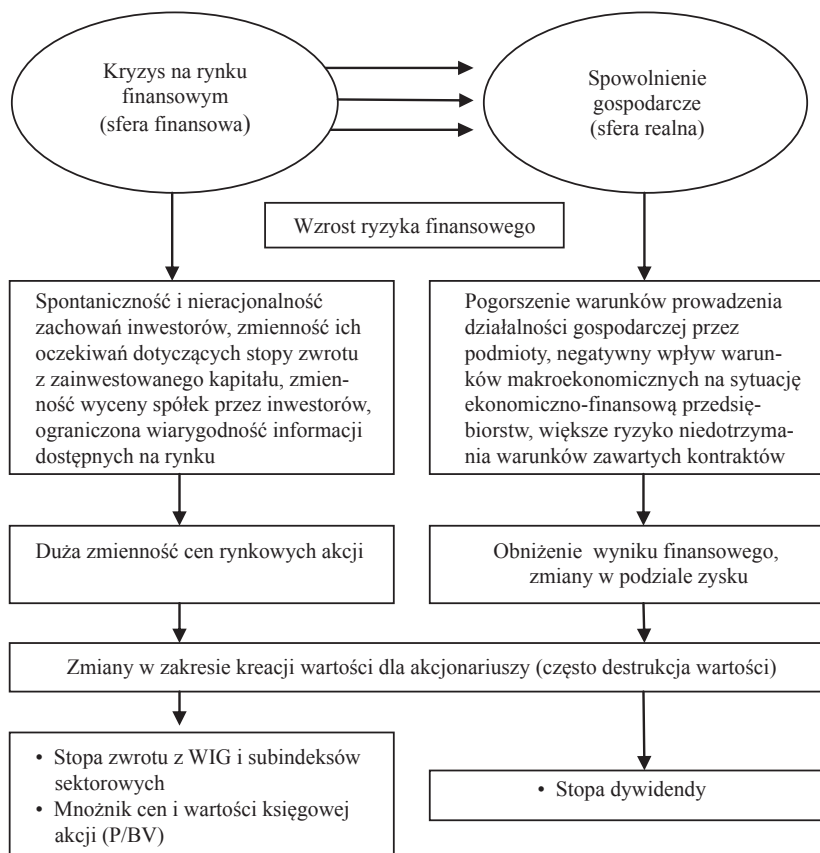 Kryzys na rynku
finansowym
(sfera finansowa)
Spowolnienie
gospodarcze
(sfera realna)
Wzrost ryzyka finansowego
Spontaniczność i nieracjonalność
zachowań inwestorów, zmienność ich
oczekiwań dotyczących stopy zwrotu
z zainwestowanego kapitału, zmien-
ność wyceny spółek przez inwestorów,
ograniczona wiarygodność informacji
dostępnych na rynku
Pogorszenie warunków prowadzenia
działalności gospodarczej przez
podmioty, negatywny wpływ warun-
ków makroekonomicznych na sytuację
ekonomiczno-finansową przedsię-
biorstw, większe ryzyko niedotrzyma-
nia warunków zawartych kontraktów
Duża zmienność cen rynkowych akcji
Obniżenie wyniku finansowego,
zmiany w podziale zysku
Zmiany w zakresie kreacji wartości dla akcjonariuszy (często destrukcja wartości)
• Stopa zwrotu z WIG i subindeksów
sektorowych
• Mnożnik cen i wartości księgowej
akcji (P/BV)
• Stopa dywidendy